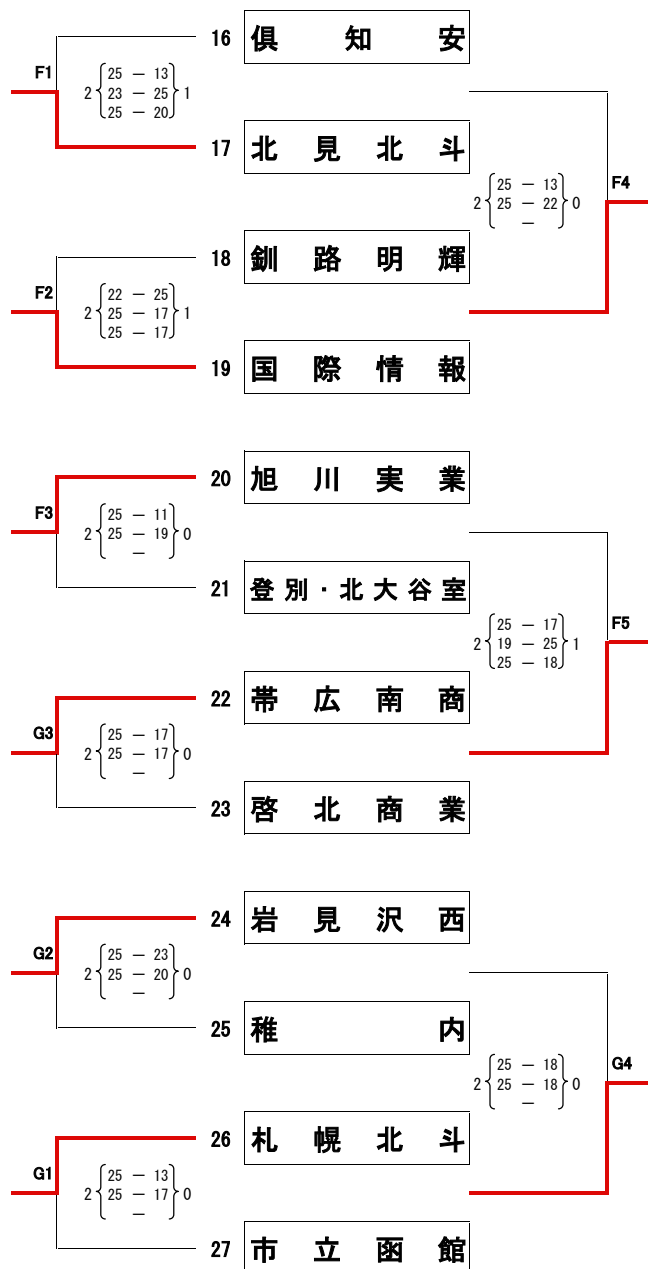 16 倶知安
F1
2 25 — 13 1
23 — 25
25 — 20
17 北見北斗
F4
2 25 — 13 0
25 — 22
—
18 釧路明輝
F2
2 22 — 25 1
25 — 17
25 — 17
19 国際情報
20 旭川実業
F3
2 25 — 11 0
25 — 19
—
21 登別・北大谷室
F5
2 25 — 17 1
19 — 25
25 — 18
22 帯広南商
G3
2 25 — 17 0
25 — 17
—
23 啓北商業
24 岩見沢西
G2
2 25 — 23 0
25 — 20
—
25 稚内
G4
2 25 — 18 0
25 — 18
—
26 札幌北斗
G1
2 25 — 13 0
25 — 17
—
27 市立函館